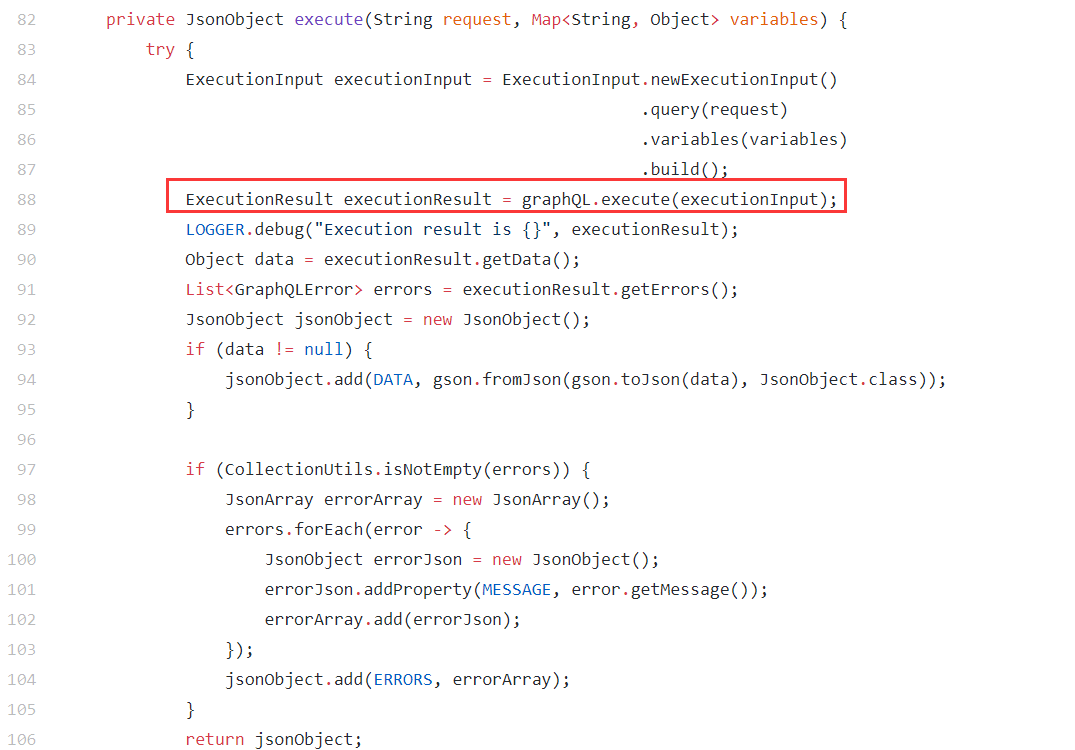 82 private JsonObject execute(String request, Map<String, Object> variables) {
83 try {
84 ExecutionInput executionInput = ExecutionInput.newExecutionInput()
85 .query(request)
86 .variables(variables)
87 .build();
88 ExecutionResult executionResult = graphQL.execute(executionInput);
89 LOGGER.debug("Execution result is {}", executionResult);
90 Object data = executionResult.getData();
91 List<GraphQLError> errors = executionResult.getErrors();
92 JsonObject jsonObject = new JsonObject();
93 if (data != null) {
94 jsonObject.add(DATA, gson.fromJson(gson.toJson(data), JsonObject.class));
95 }
96
97 if (CollectionUtils.isNotEmpty(errors)) {
98 JsonArray errorArray = new JsonArray();
99 errors.forEach(error -> {
100 JsonObject errorJson = new JsonObject();
101 errorJson.addProperty(MESSAGE, error.getMessage());
102 errorArray.add(errorJson);
103 });
104 jsonObject.add(ERRORS, errorArray);
105 }
106 return jsonObject;